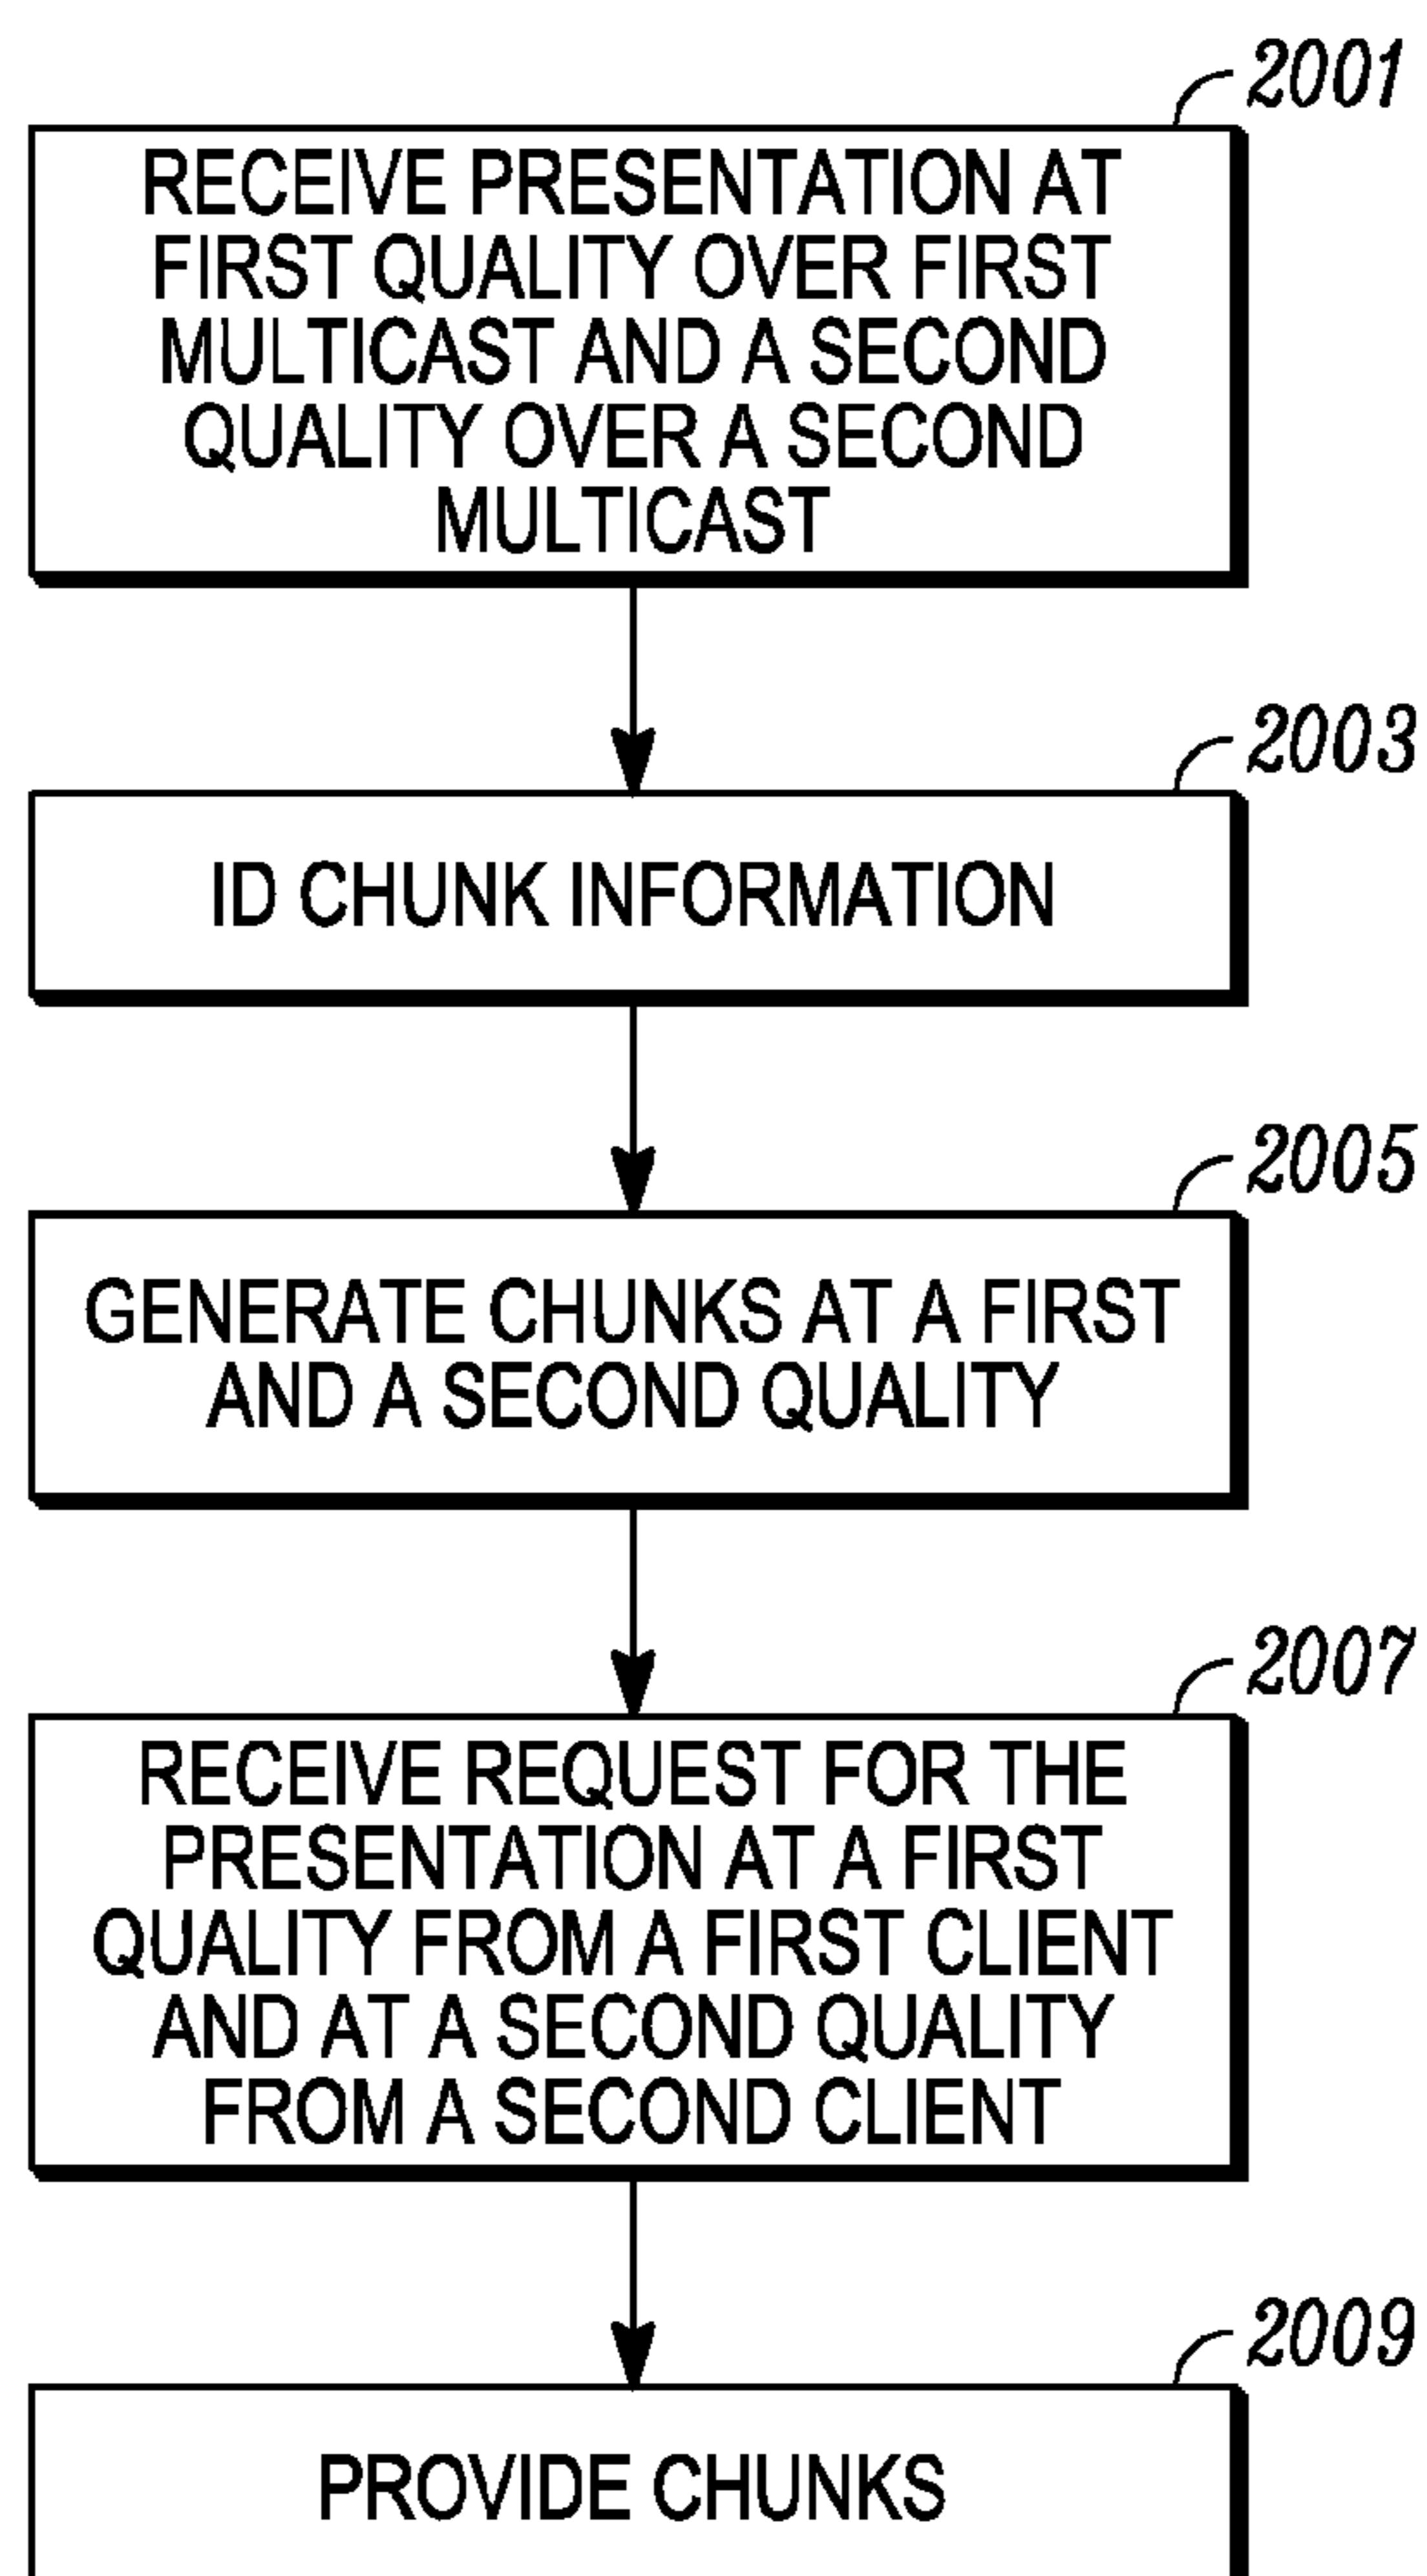 2001
RECEIVE PRESENTATION AT
FIRST QUALITY OVER FIRST
MULTICAST AND A SECOND
QUALITY OVER A SECOND
MULTICAST
2003
ID CHUNK INFORMATION
2005
GENERATE CHUNKS AT A FIRST
AND A SECOND QUALITY
2007
RECEIVE REQUEST FOR THE
PRESENTATION AT A FIRST
QUALITY FROM A FIRST CLIENT
AND AT A SECOND QUALITY
FROM A SECOND CLIENT
2009
PROVIDE CHUNKS